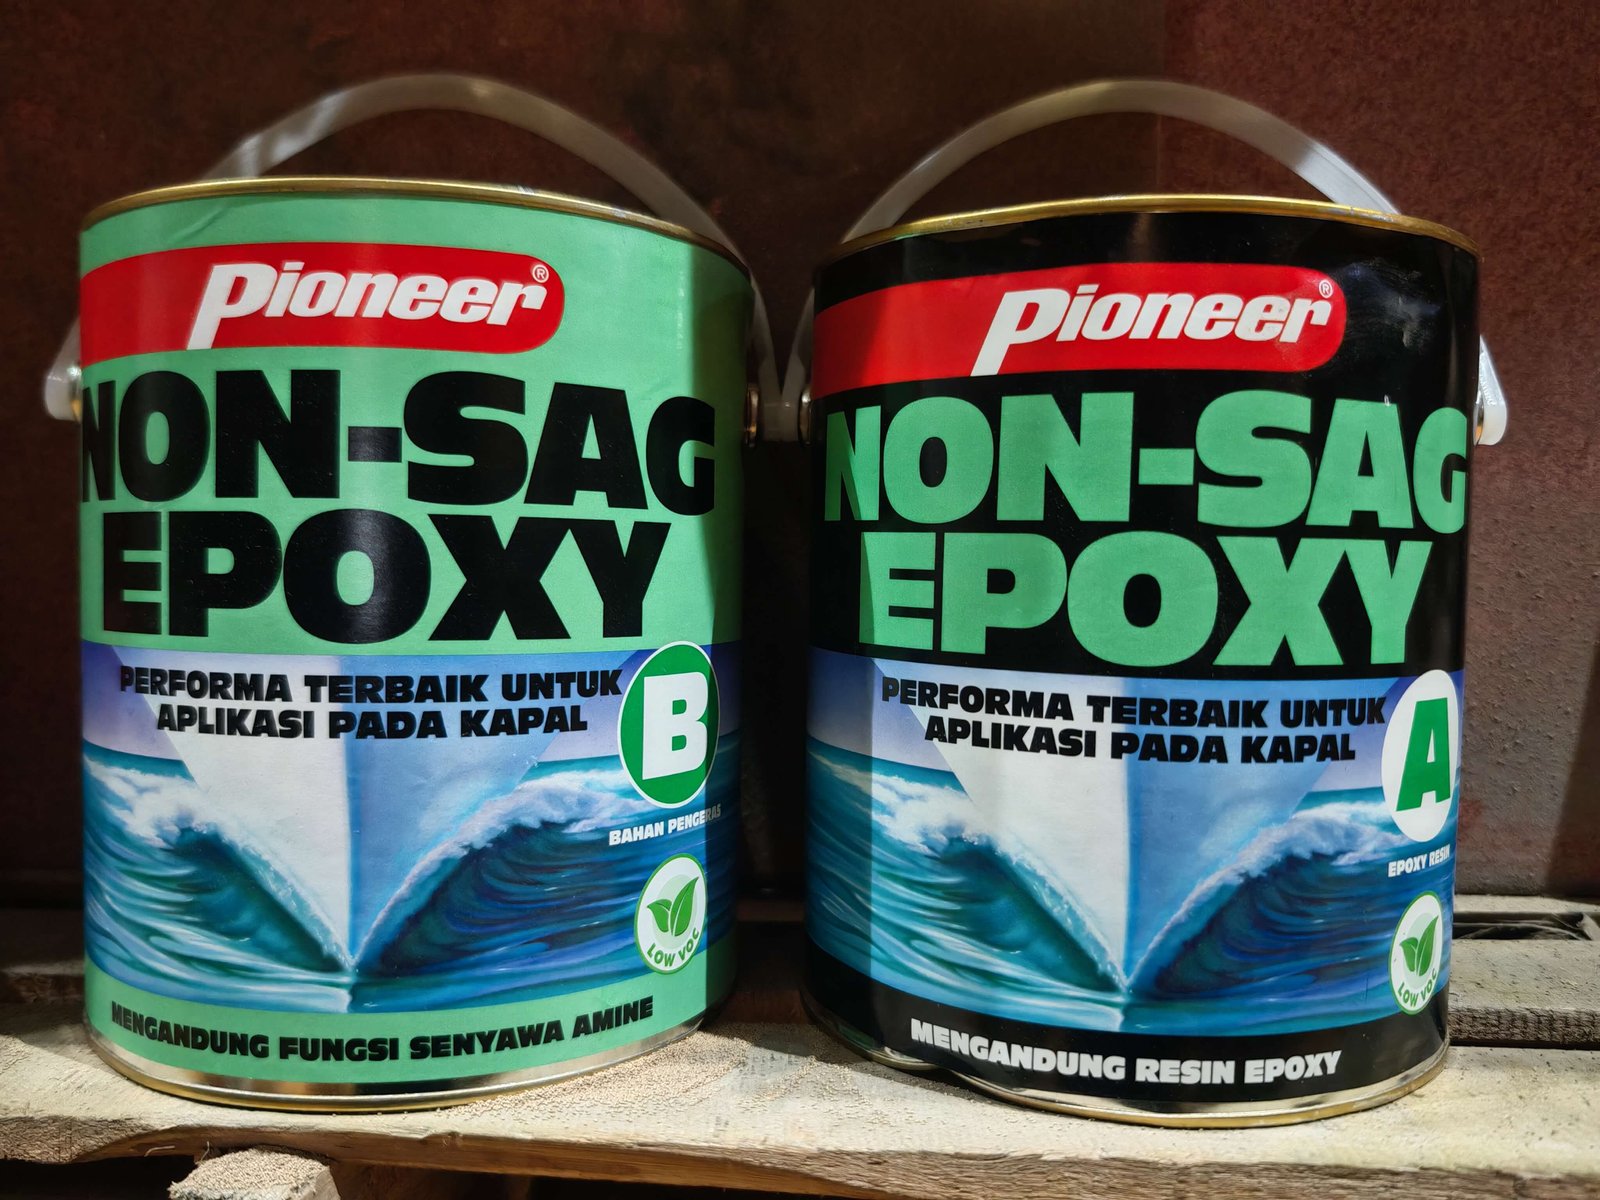 Pioneer®
NON-SAG
EPOXY
PERFORMA TERBAIK UNTUK
APLIKASI PADA KAPAL
B
BAHAN PENGERAS
LOW VOC
MENGANDUNG FUNGSI SENYAWA AMINE
Pioneer®
NON-SAG
EPOXY
PERFORMA TERBAIK UNTUK
APLIKASI PADA KAPAL
A
EPOXY RESIN
LOW VOC
MENGANDUNG RESIN EPOXY